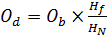 O_d = O_b × H_f / H_N